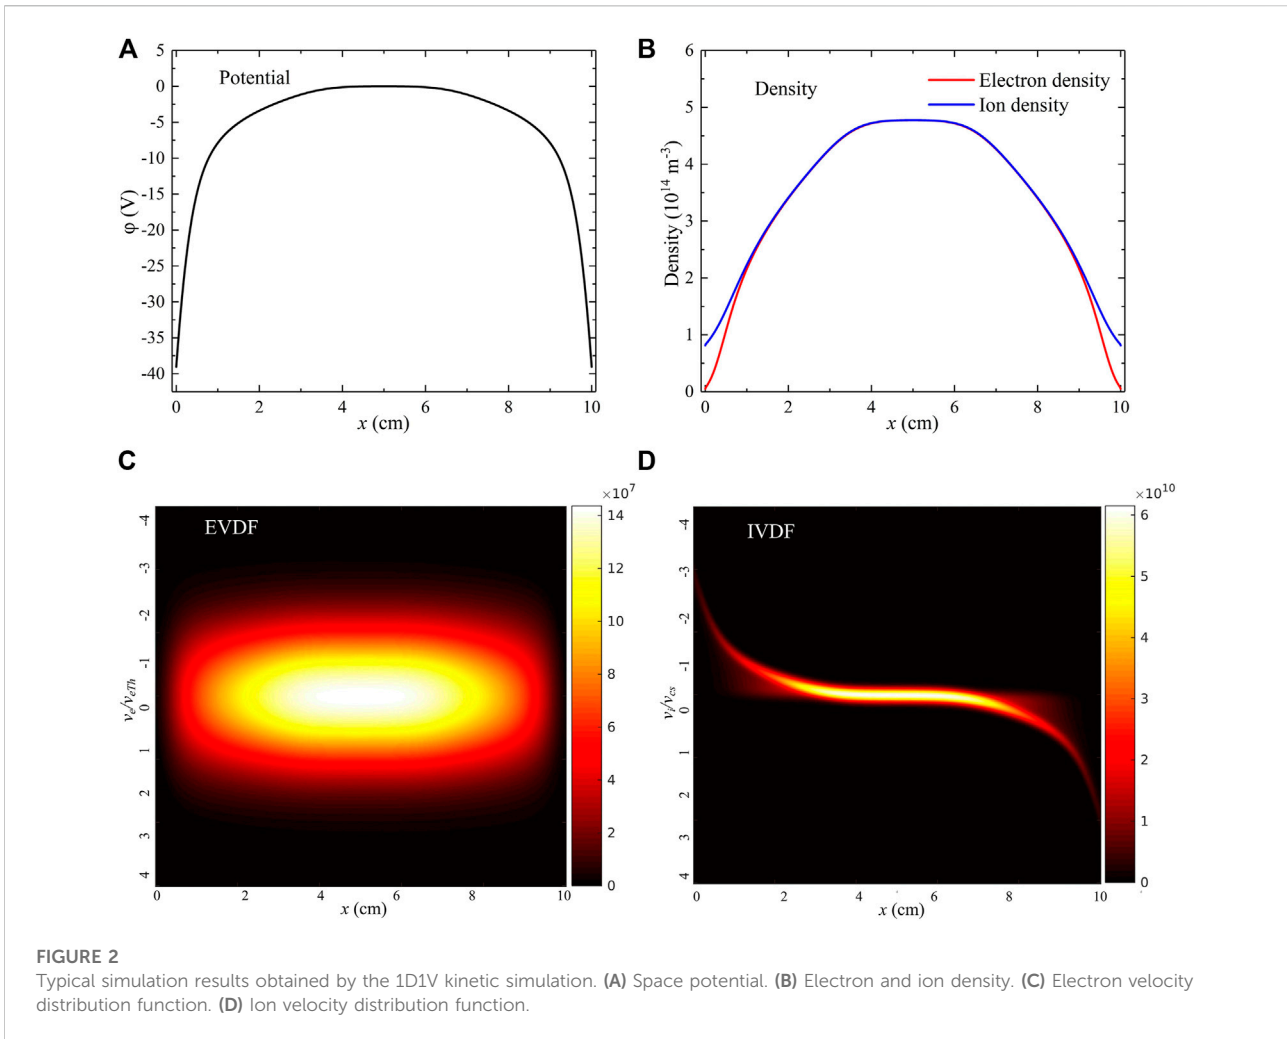 A
Potential
φ (V)
5
0
-5
-10
-15
-20
-25
-30
-35
-40
0 2 4 6 8 10
x (cm)
B
Density
Electron density
Ion density
Density (10^14 m^-3)
6
5
4
3
2
1
0
0 2 4 6 8 10
x (cm)
C
EVDF
v_e/v_eTh
-4
-3
-2
-1
0
1
2
3
4
0 2 4 6 8 10
x (cm)
×10^7
14
12
10
8
6
4
2
0
D
IVDF
v_i/v_cs
-4
-3
-2
-1
0
1
2
3
4
0 2 4 6 8 10
x (cm)
×10^10
6
5
4
3
2
1
0
FIGURE 2
Typical simulation results obtained by the 1D1V kinetic simulation. (A) Space potential. (B) Electron and ion density. (C) Electron velocity
distribution function. (D) Ion velocity distribution function.